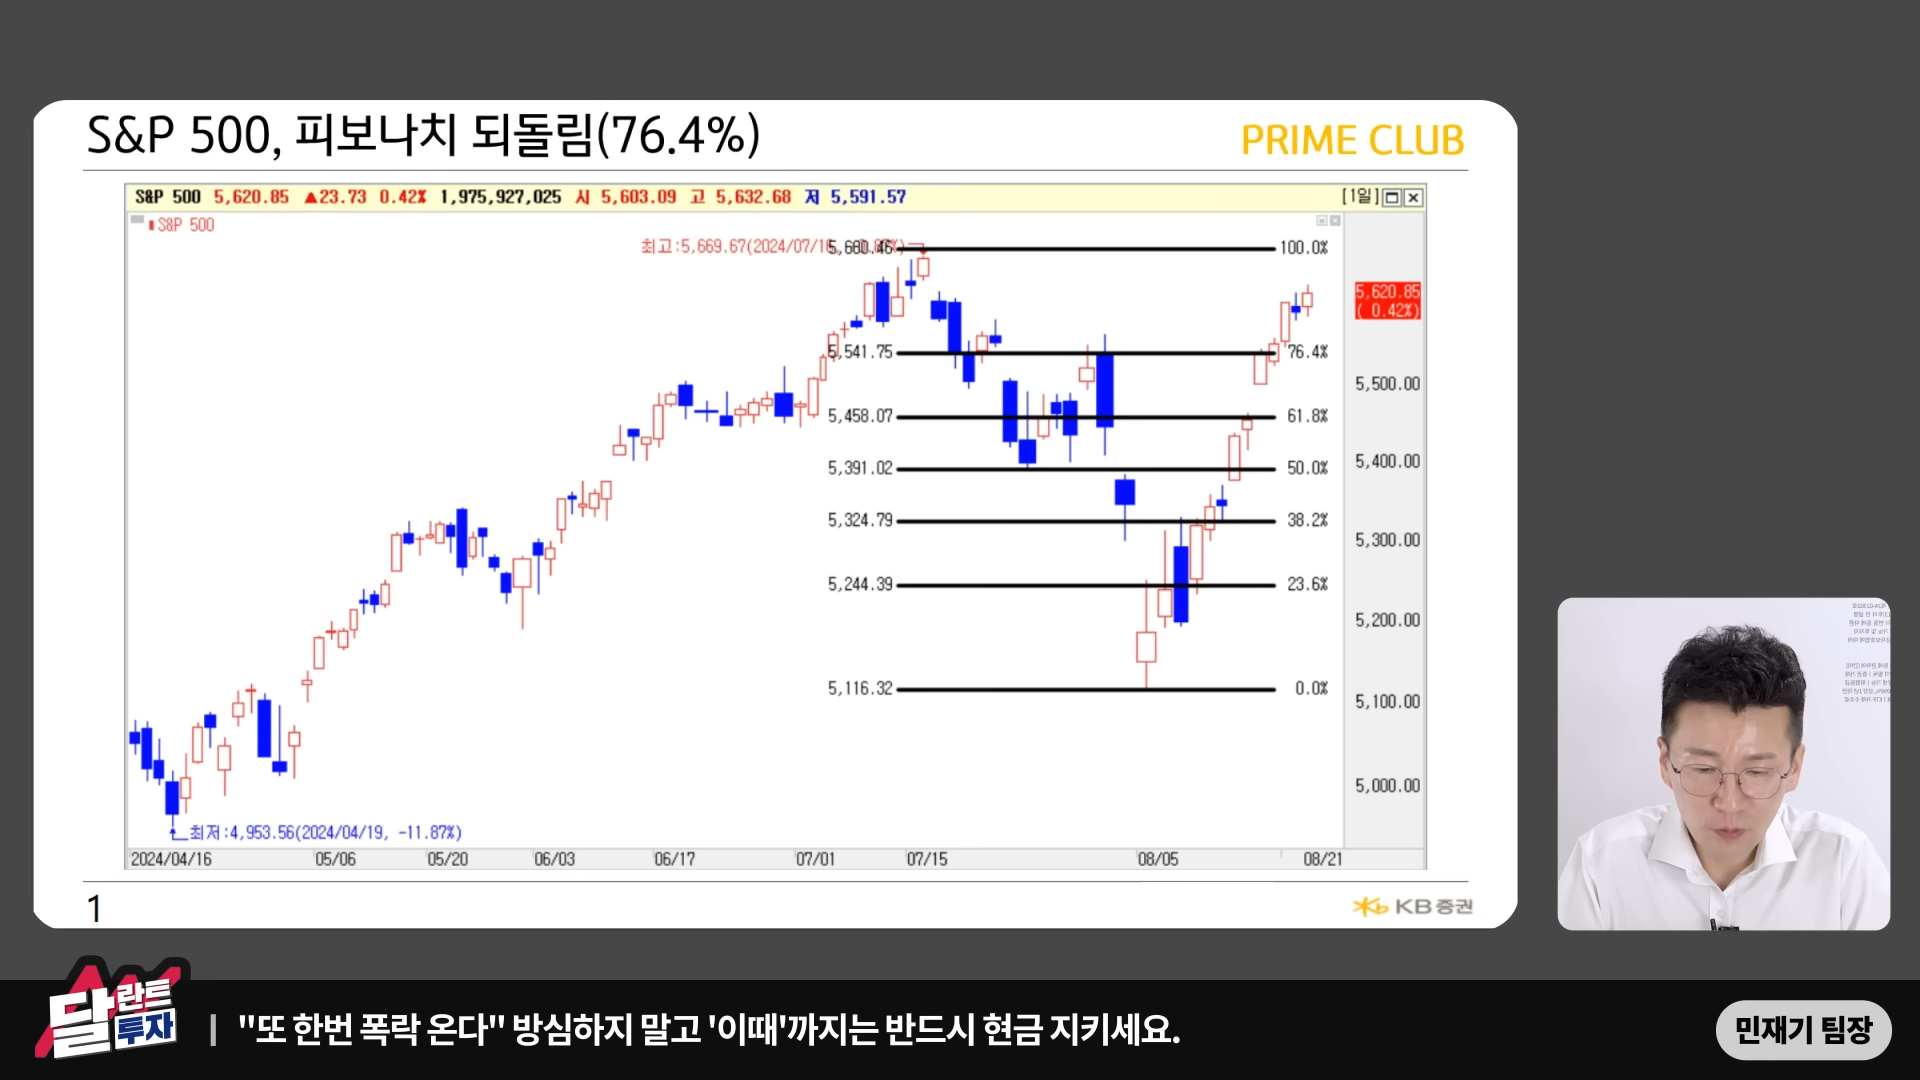 S&P 500, 피보나치 되돌림(76.4%)
PRIME CLUB
S&P 500 5,620.85 ▲23.73 0.42% 1,975,927,025 시 5,603.09 고 5,632.68 저 5,591.57
[1일]
S&P 500
최고:5,669.67(2024/07/16
5,680.46
100.0%
5,620.85
( 0.42%)
5,541.75
76.4%
5,500.00
5,458.07
61.8%
5,400.00
5,391.02
50.0%
5,324.79
38.2%
5,300.00
5,244.39
23.6%
5,200.00
5,116.32
0.0%
5,100.00
5,000.00
최저:4,953.56(2024/04/19, -11.87%)
2024/04/16 05/06 05/20 06/03 06/17 07/01 07/15 08/05 08/21
1
KB증권
달란트
투자
"또 한번 폭락 온다" 방심하지 말고 '이때'까지는 반드시 현금 지키세요.
민재기 팀장